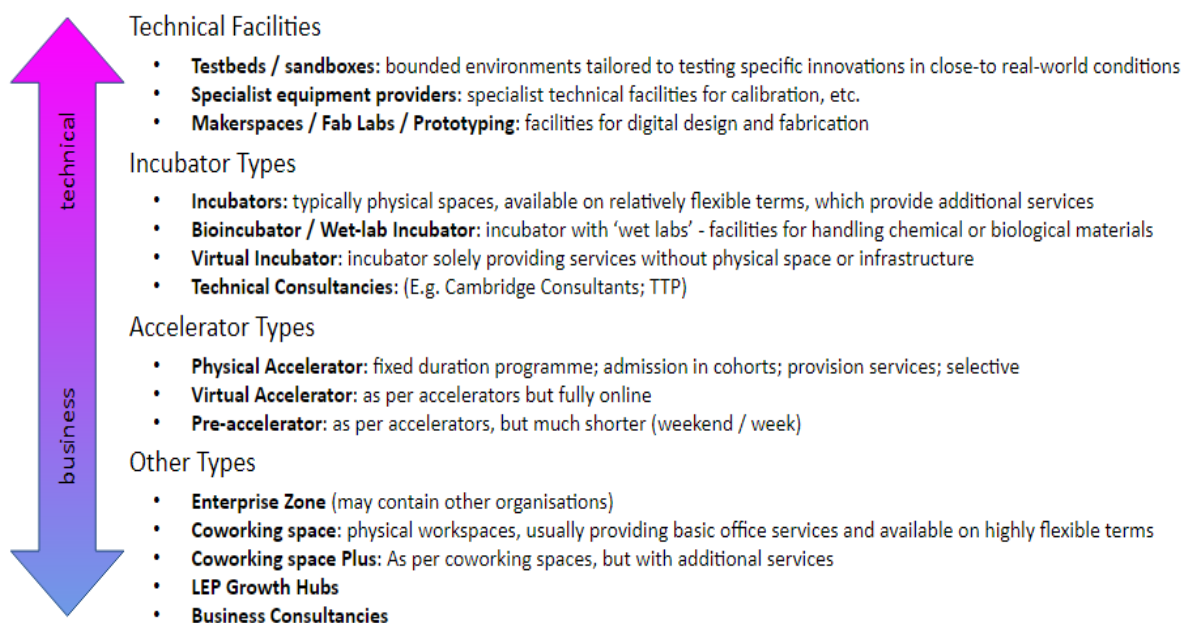 technical
business
Technical Facilities
• Testbeds / sandboxes: bounded environments tailored to testing specific innovations in close-to real-world conditions
• Specialist equipment providers: specialist technical facilities for calibration, etc.
• Makerspaces / Fab Labs / Prototyping: facilities for digital design and fabrication
Incubator Types
• Incubators: typically physical spaces, available on relatively flexible terms, which provide additional services
• Bioincubator / Wet-lab Incubator: incubator with ‘wet labs’ - facilities for handling chemical or biological materials
• Virtual Incubator: incubator solely providing services without physical space or infrastructure
• Technical Consultancies: (E.g. Cambridge Consultants; TTP)
Accelerator Types
• Physical Accelerator: fixed duration programme; admission in cohorts; provision services; selective
• Virtual Accelerator: as per accelerators but fully online
• Pre-accelerator: as per accelerators, but much shorter (weekend / week)
Other Types
• Enterprise Zone (may contain other organisations)
• Coworking space: physical workspaces, usually providing basic office services and available on highly flexible terms
• Coworking space Plus: As per coworking spaces, but with additional services
• LEP Growth Hubs
• Business Consultancies